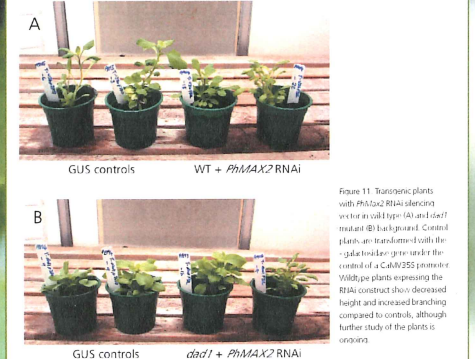 A
GUS controls
WT + PhMAX2 RNAi
B
GUS controls
dad1 + PhMAX2 RNAi
Figure 11. Transgenic plants
with PhMax2 RNAi silencing
vector in wild type (A) and dad1
mutant (B) background. Control
plants are transformed with the
- galactosidase gene under the
control of a CaMV35S promoter.
Wildtype plants expressing the
RNAi construct show decreased
height and increased branching
compared to controls, although
further study of the plants is
ongoing.